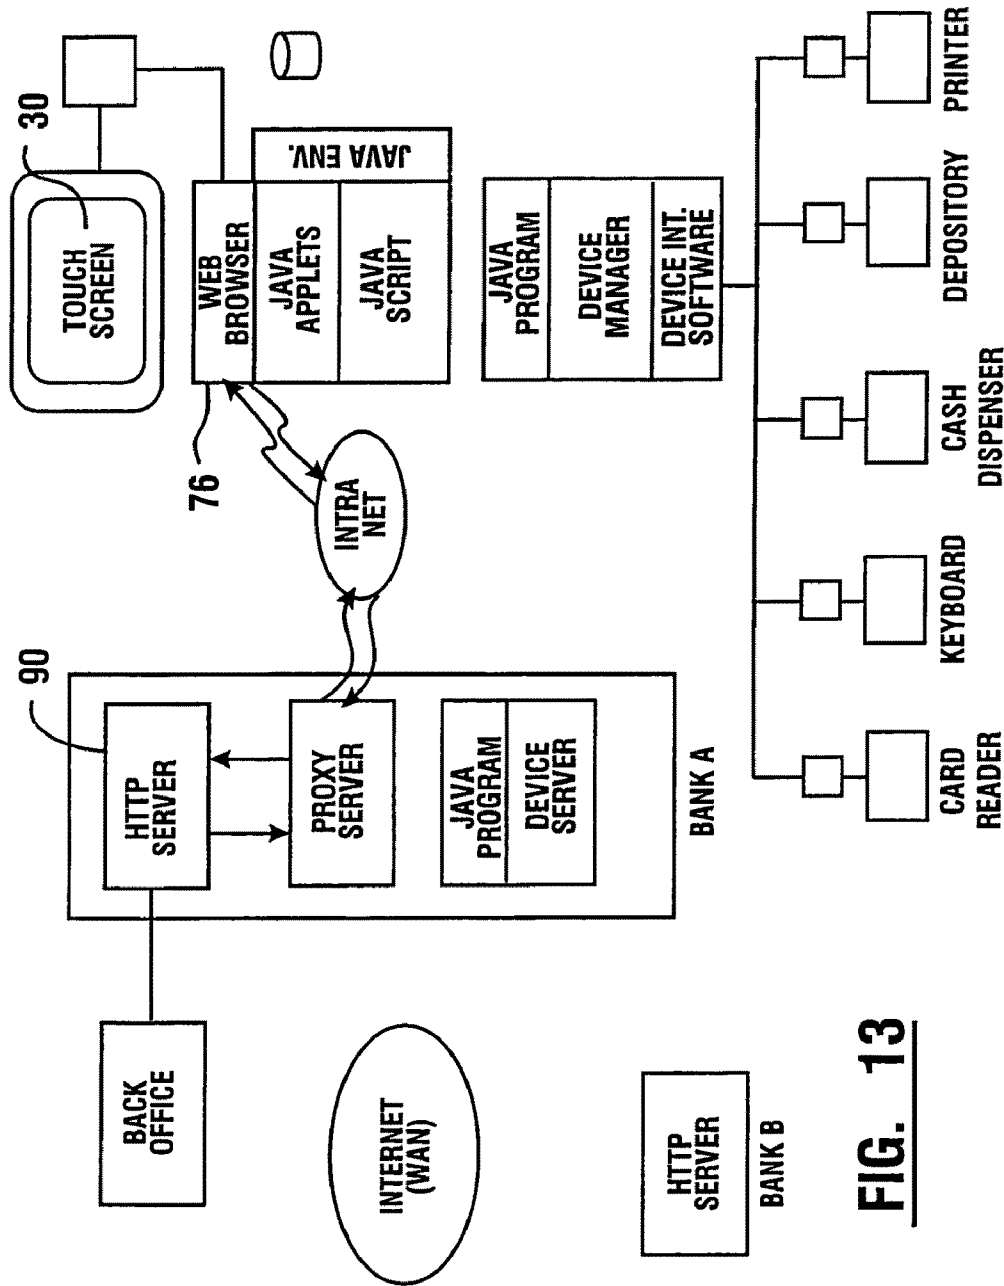 BACK
OFFICE
90
HTTP
SERVER
PROXY
SERVER
JAVA
PROGRAM
DEVICE
SERVER
BANK A
INTERNET
(WAN)
HTTP
SERVER
BANK B
INTRA
NET
30
TOUCH
SCREEN
76
WEB
BROWSER
JAVA
APPLETS
JAVA
SCRIPT
JAVA ENV.
JAVA
PROGRAM
DEVICE
MANAGER
DEVICE INT.
SOFTWARE
CARD
READER
KEYBOARD
CASH
DISPENSER
DEPOSITORY
PRINTER
FIG. 13